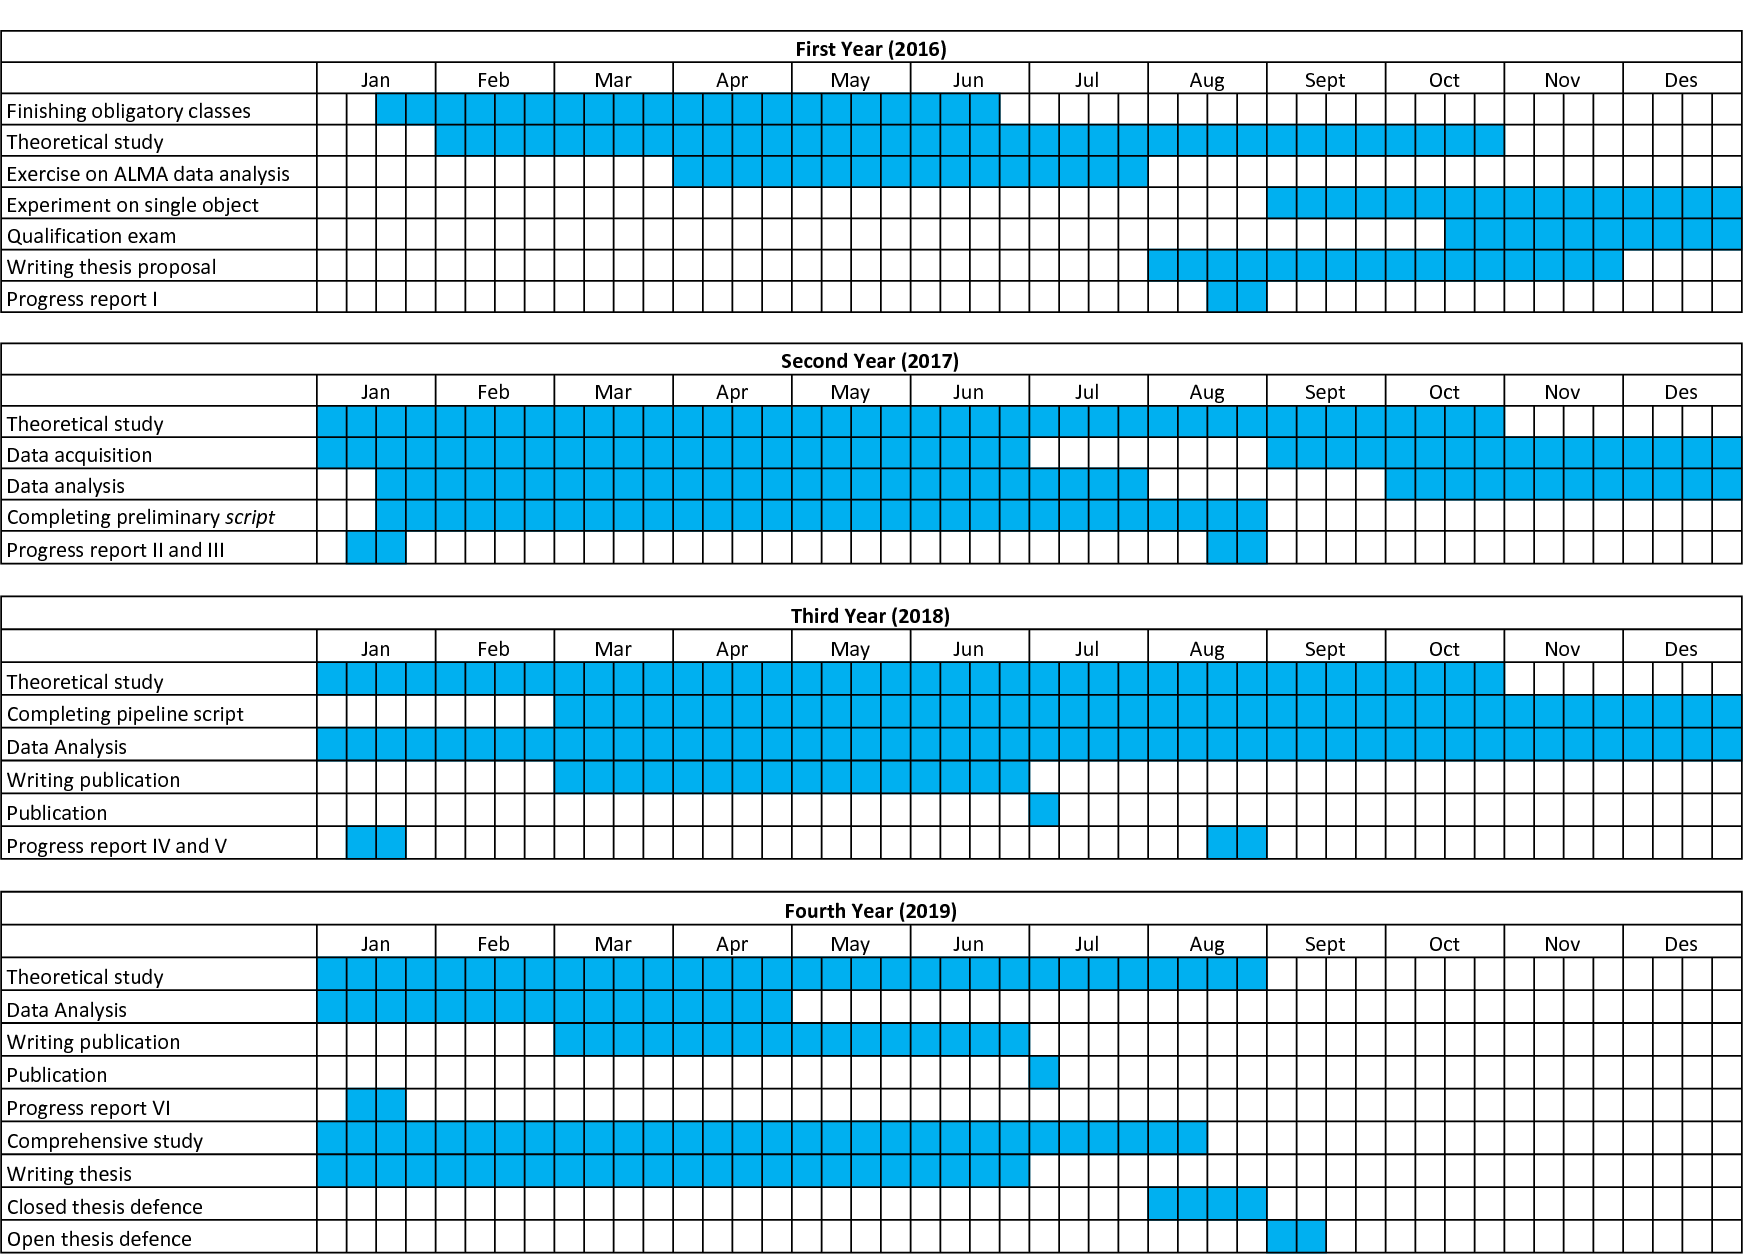 First Year (2016)
Jan Feb Mar Apr May Jun Jul Aug Sept Oct Nov Des
Finishing obligatory classes
Theoretical study
Exercise on ALMA data analysis
Experiment on single object
Qualification exam
Writing thesis proposal
Progress report I
Second Year (2017)
Jan Feb Mar Apr May Jun Jul Aug Sept Oct Nov Des
Theoretical study
Data acquisition
Data analysis
Completing preliminary script
Progress report II and III
Third Year (2018)
Jan Feb Mar Apr May Jun Jul Aug Sept Oct Nov Des
Theoretical study
Completing pipeline script
Data Analysis
Writing publication
Publication
Progress report IV and V
Fourth Year (2019)
Jan Feb Mar Apr May Jun Jul Aug Sept Oct Nov Des
Theoretical study
Data Analysis
Writing publication
Publication
Progress report VI
Comprehensive study
Writing thesis
Closed thesis defence
Open thesis defence